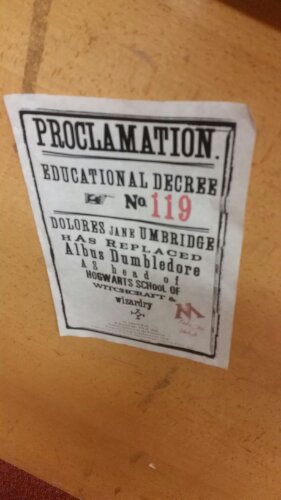 PROCLAMATION.
EDUCATIONAL DECREE
No. 119
DOLORES JANE UMBRIDGE
HAS REPLACED
Albus Dumbledore
AS head of
HOGWARTS SCHOOL OF
WITCHCRAFT &
wizardry
M